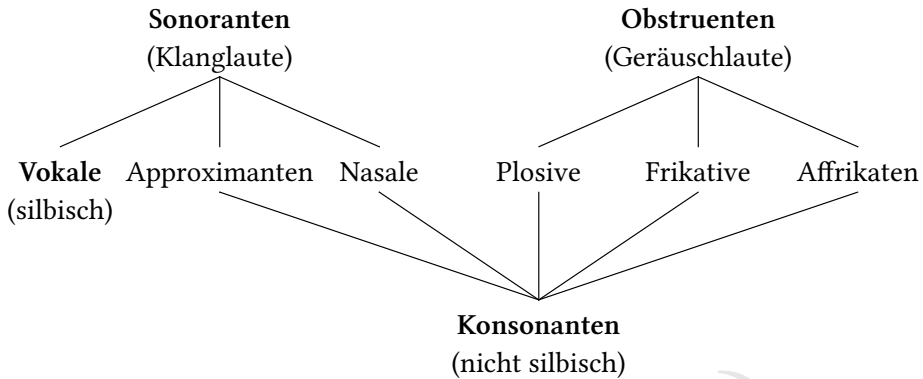 Sonoranten
(Klanglaute)
Obstruenten
(Geräuschlaute)
Vokale
(silbisch)
Approximanten
Nasale
Plosive
Frikative
Affrikaten
Konsonanten
(nicht silbisch)